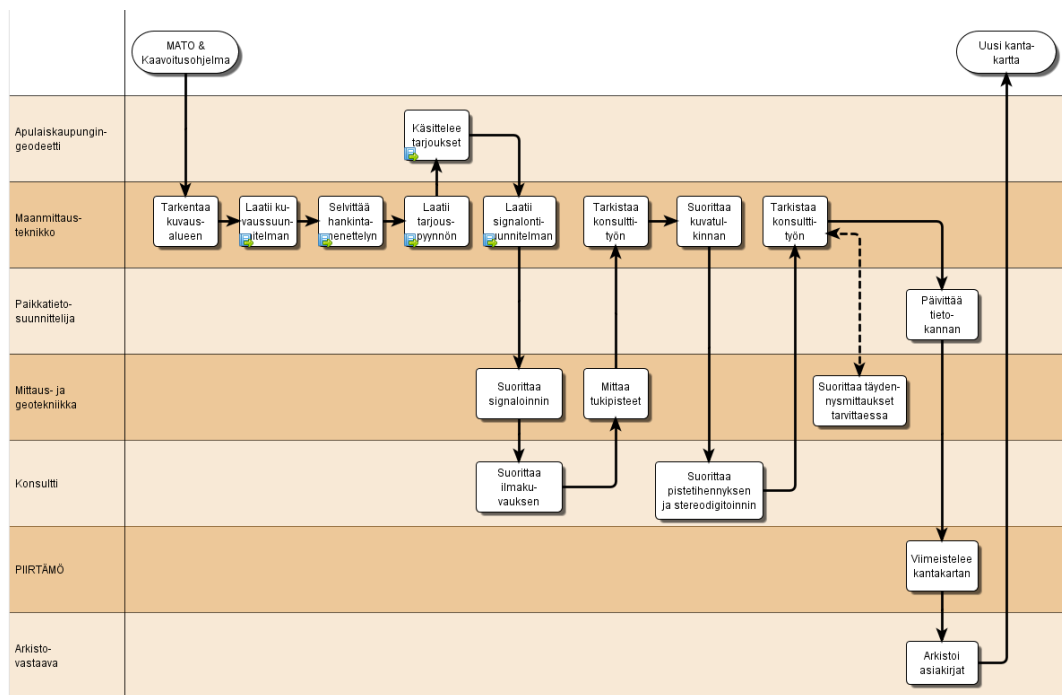 MATO &
Kaavoitusohjelma
Uusi kanta-
kartta
Apulaiskaupungin-
geodeetti
Käsittelee
tarjoukset
Maanmittaus-
teknikko
Tarkentaa
kuvaus-
alueen
Laatii ku-
vaussuun-
nitelman
Selvittää
hankinta-
menettelyn
Laatii
tarjous-
pyynnön
Laatii
signalonti-
suunnitelman
Tarkistaa
konsultti-
työn
Suorittaa
kuvatul-
kinnan
Tarkistaa
konsultti-
työn
Paikkatieto-
suunnittelija
Päivittää
tieto-
kannan
Mittaus- ja
geotekniikka
Suorittaa
signaloinnin
Mittaa
tukipisteet
Suorittaa täyden-
nysmittaukset
tarvittaessa
Konsultti
Suorittaa
ilmaku-
vauksen
Suorittaa
pistetihennyksen
ja stereodigitoinnin
PIIRTÄMÖ
Viimeistelee
kantakartan
Arkisto-
vastaava
Arkistoi
asiakirjat